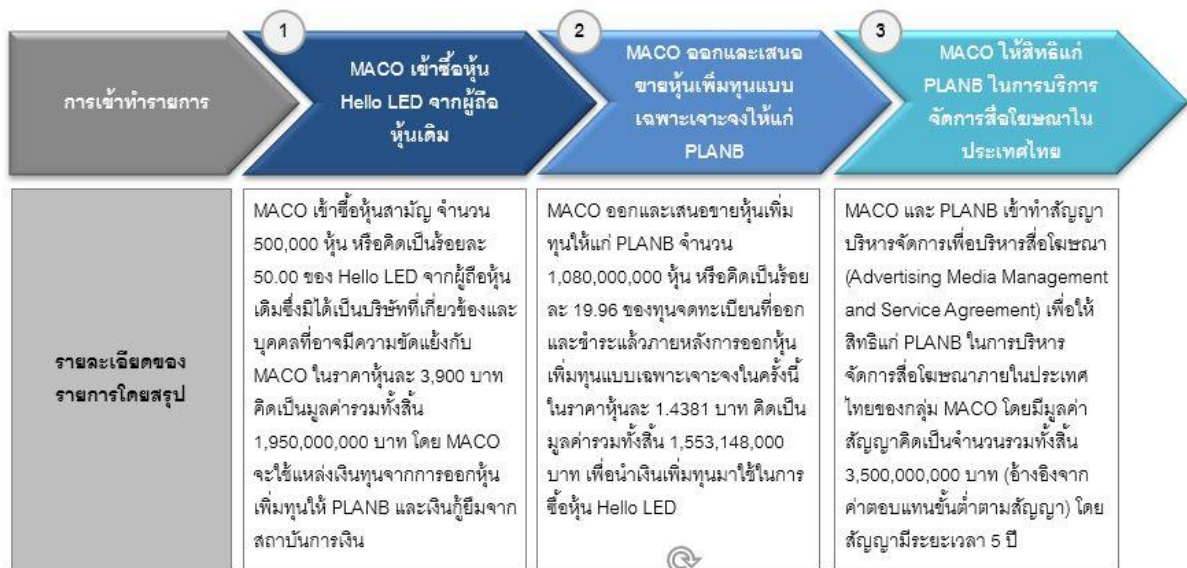 1
2
3
การเข้าทำรายการ
MACO เข้าซื้อหุ้น
Hello LED จากผู้ถือ
หุ้นเดิม
MACO ออกและเสนอ
ขายหุ้นเพิ่มทุนแบบ
เฉพาะเจาะจงให้แก่
PLANB
MACO ให้สิทธิแก่
PLANB ในการบริการ
จัดการสื่อโฆษณาใน
ประเทศไทย
รายละเอียดของ
รายการโดยสรุป
MACO เข้าซื้อหุ้นสามัญ จำนวน
500,000 หุ้น หรือคิดเป็นร้อยละ
50.00 ของ Hello LED จากผู้ถือหุ้น
เดิมซึ่งมิได้เป็นบริษัทที่เกี่ยวข้องและ
บุคคลที่อาจมีความขัดแย้งกับ
MACO ในราคาหุ้นละ 3,900 บาท
คิดเป็นมูลค่ารวมทั้งสิ้น
1,950,000,000 บาท โดย MACO
จะใช้แหล่งเงินทุนจากการออกหุ้น
เพิ่มทุนให้ PLANB และเงินกู้ยืมจาก
สถาบันการเงิน
MACO ออกและเสนอขายหุ้นเพิ่ม
ทุนให้แก่ PLANB จำนวน
1,080,000,000 หุ้น หรือคิดเป็นร้อย
ละ 19.96 ของทุนจดทะเบียนที่ออก
และชำระแล้วภายหลังการออกหุ้น
เพิ่มทุนแบบเฉพาะเจาะจงในครั้งนี้
ในราคาหุ้นละ 1.4381 บาท คิดเป็น
มูลค่ารวมทั้งสิ้น 1,553,148,000
บาท เพื่อนำเงินเพิ่มทุนมาใช้ในการ
ซื้อหุ้น Hello LED
MACO และ PLANB เข้าทำสัญญา
บริหารจัดการเพื่อบริหารสื่อโฆษณา
(Advertising Media Management
and Service Agreement) เพื่อให้
สิทธิแก่ PLANB ในการบริหาร
จัดการสื่อโฆษณาภายในประเทศ
ไทยของกลุ่ม MACO โดยมีมูลค่า
สัญญาคิดเป็นจำนวนรวมทั้งสิ้น
3,500,000,000 บาท (อ้างอิงจาก
ค่าตอบแทนขั้นต่ำตามสัญญา) โดย
สัญญามีระยะเวลา 5 ปี